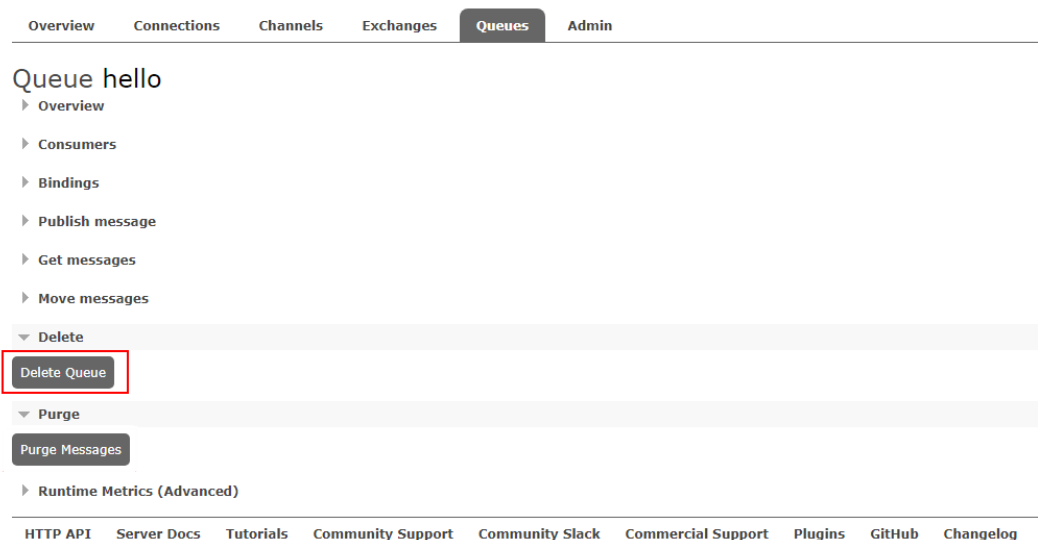 Overview Connections Channels Exchanges Queues Admin
Queue hello
Overview
Consumers
Bindings
Publish message
Get messages
Move messages
Delete
Delete Queue
Purge
Purge Messages
Runtime Metrics (Advanced)
HTTP API Server Docs Tutorials Community Support Community Slack Commercial Support Plugins GitHub Changelog